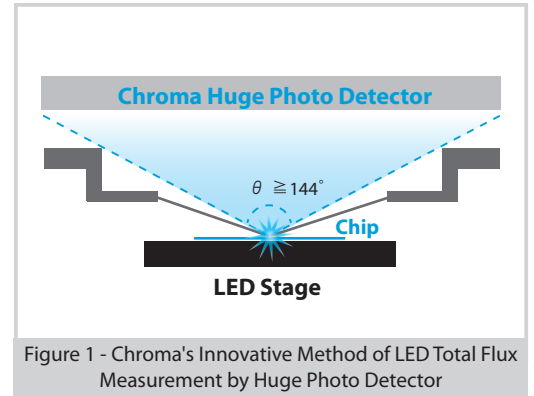 Chroma Huge Photo Detector
θ ≧144°
Chip
LED Stage
Figure 1 - Chroma's Innovative Method of LED Total Flux
Measurement by Huge Photo Detector